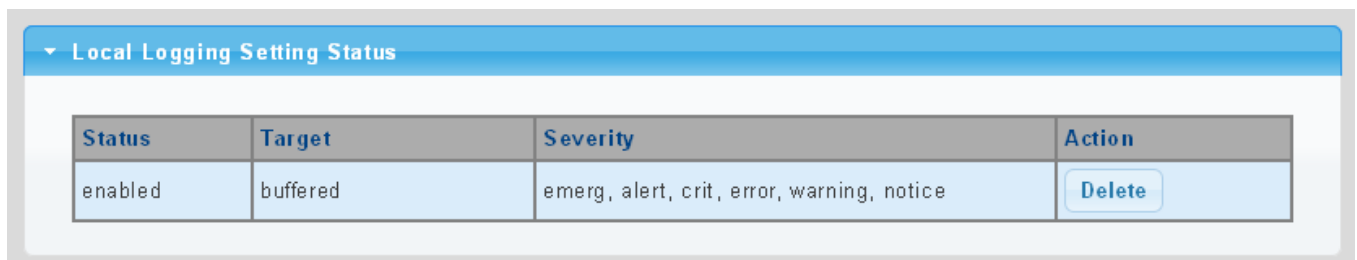 Local Logging Setting Status
Status Target Severity Action
enabled buffered emerg, alert, crit, error, warning, notice Delete